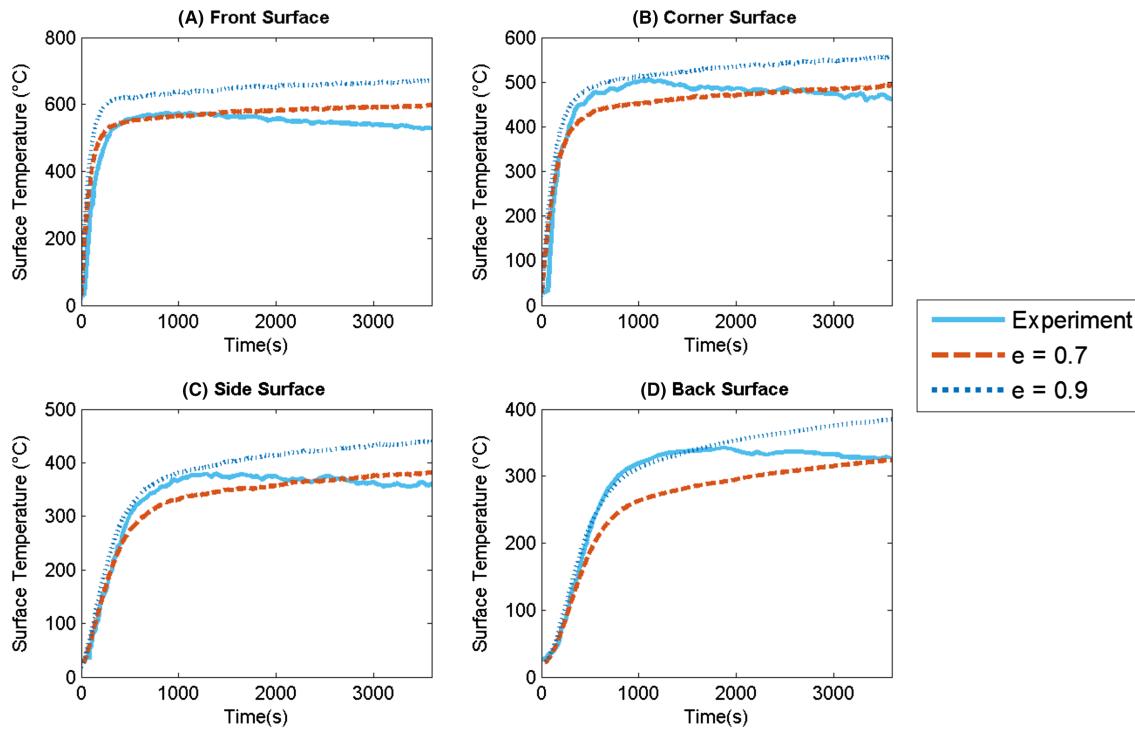 (A) Front Surface
Surface Temperature (°C)
800
600
400
200
0
0 1000 2000 3000
Time(s)
(B) Corner Surface
Surface Temperature (°C)
600
500
400
300
200
100
0
0 1000 2000 3000
Time(s)
Experiment
e = 0.7
e = 0.9
(C) Side Surface
Surface Temperature (°C)
500
400
300
200
100
0
0 1000 2000 3000
Time(s)
(D) Back Surface
Surface Temperature (°C)
400
300
200
100
0
0 1000 2000 3000
Time(s)